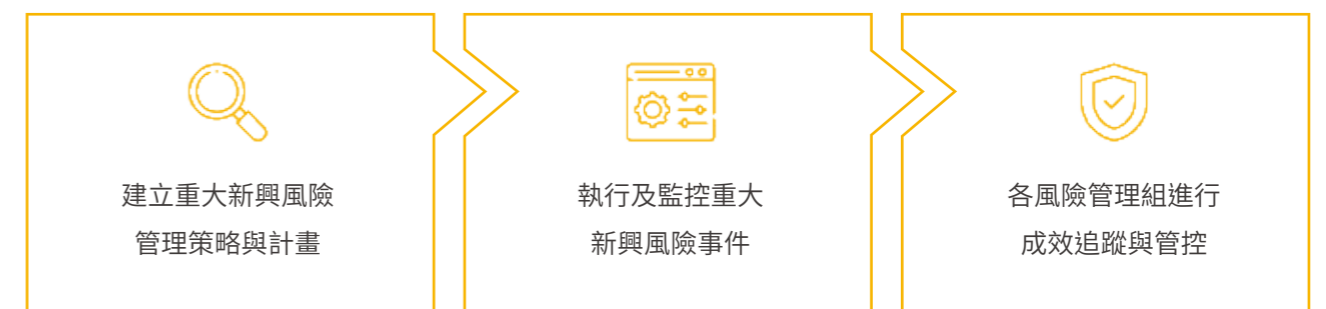 建立重大新興風險
管理策略與計畫
執行及監控重大
新興風險事件
各風險管理組進行
成效追蹤與管控